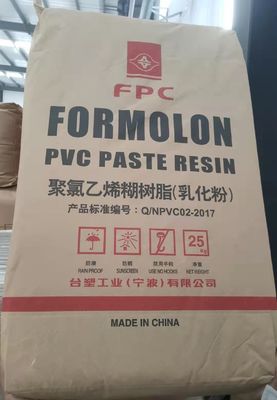 FPC
FORMOLON
PVC PASTE RESIN
聚氯乙烯糊树脂(乳化粉)
产品标准编号：Q/NPVC02-2017
25
Kg
防潮 防晒 禁用手钩 净重
RAIN PROOF SUNSCREEN USE NO HOOKS NET WEIGHT
台塑工业(宁波)有限公司
MADE IN CHINA